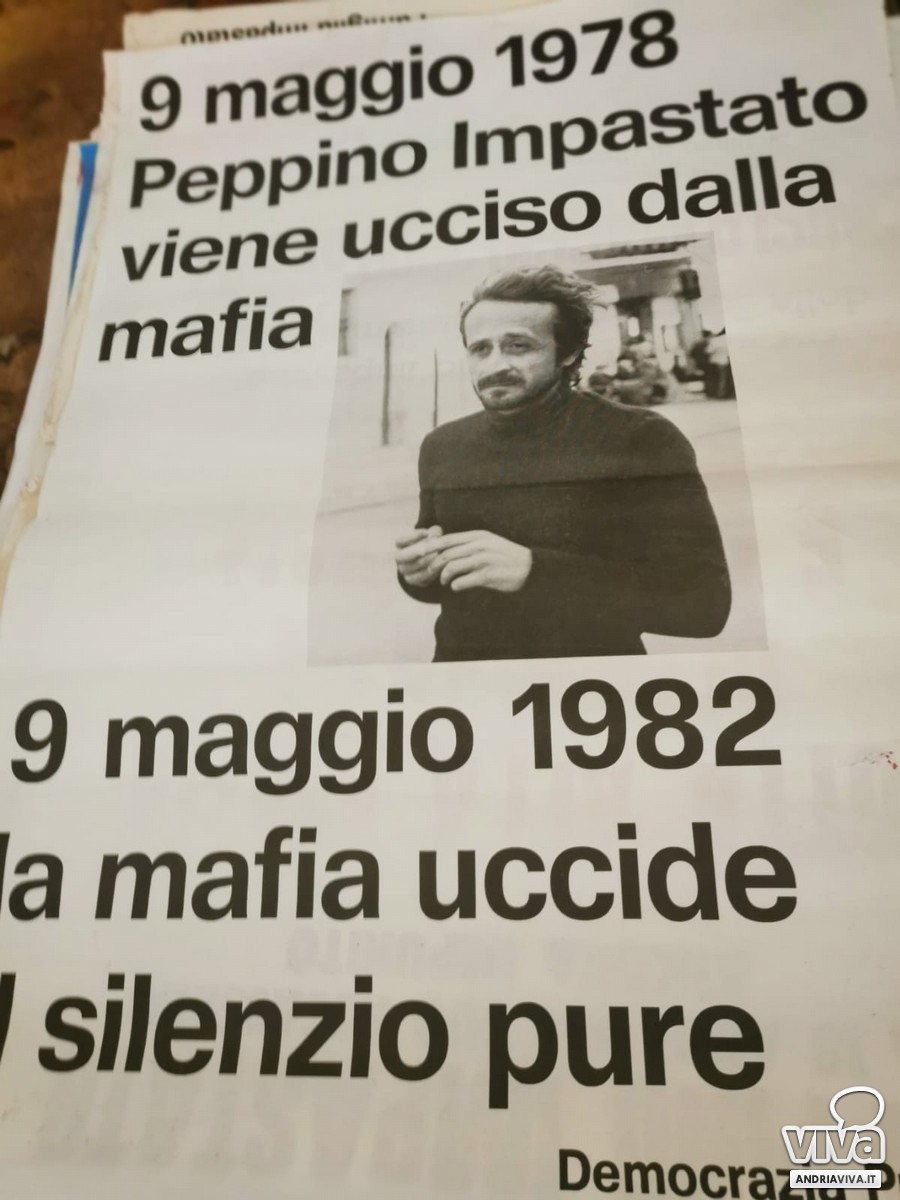 9 maggio 1978
Peppino Impastato
viene ucciso dalla
mafia
9 maggio 1982
la mafia uccide
il silenzio pure
Democrazia P
viva
ANDRIAVIVA.IT